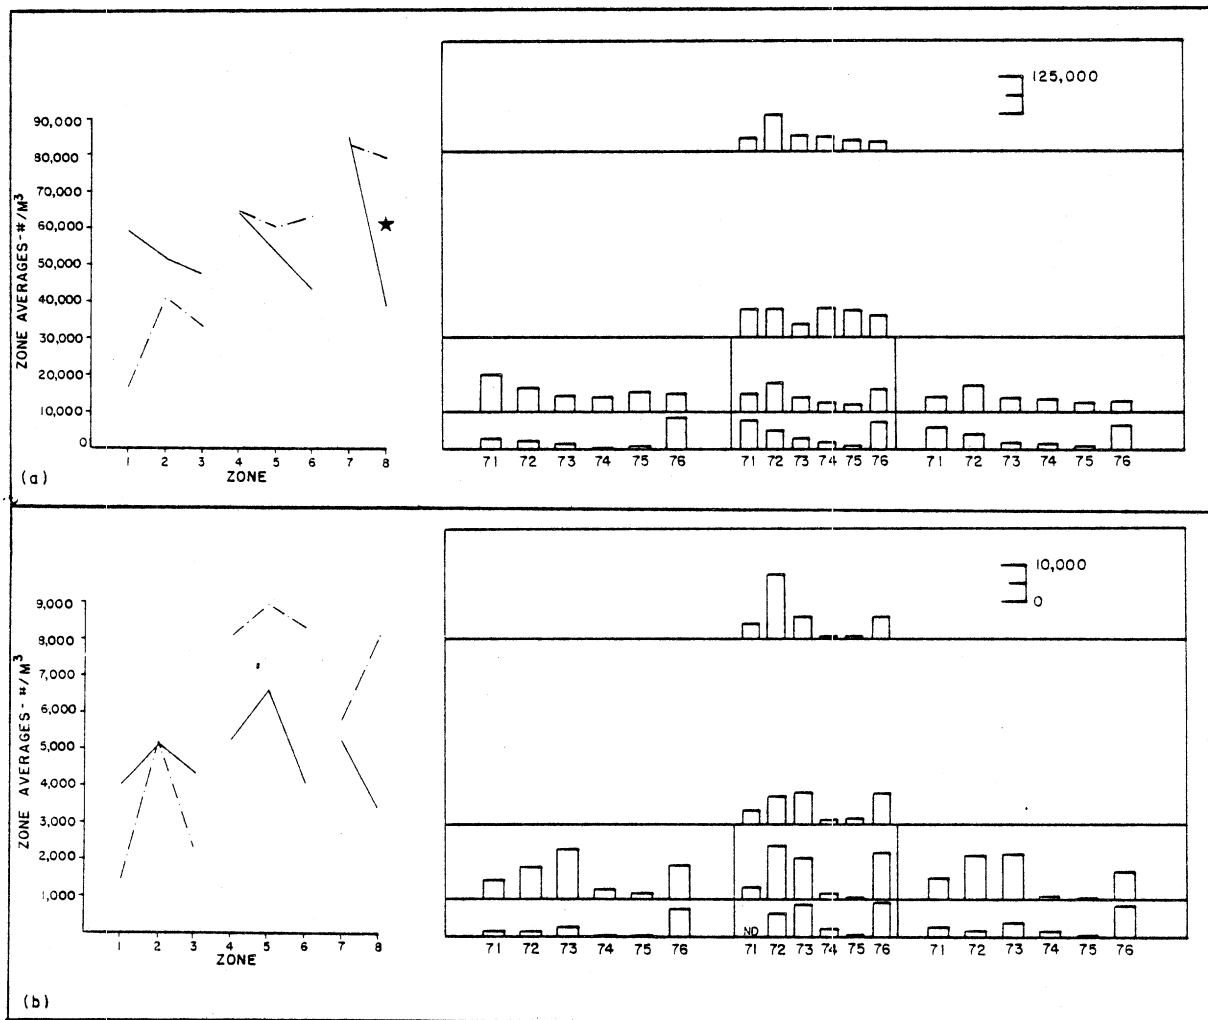 125,000
90,000
80,000
70,000
60,000
50,000
40,000
30,000
20,000
10,000
0
ZONE AVERAGES-#/M³
1 2 3 4 5 6 7 8
ZONE
71 72 73 74 75 76 71 72 73 74 75 76 71 72 73 74 75 76
(a)
10,000
0
9,000
8,000
7,000
6,000
5,000
4,000
3,000
2,000
1,000
ZONE AVERAGES-#/M³
ND
1 2 3 4 5 6 7 8
ZONE
71 72 73 74 75 76 71 72 73 74 75 76 71 72 73 74 75 76
(b)